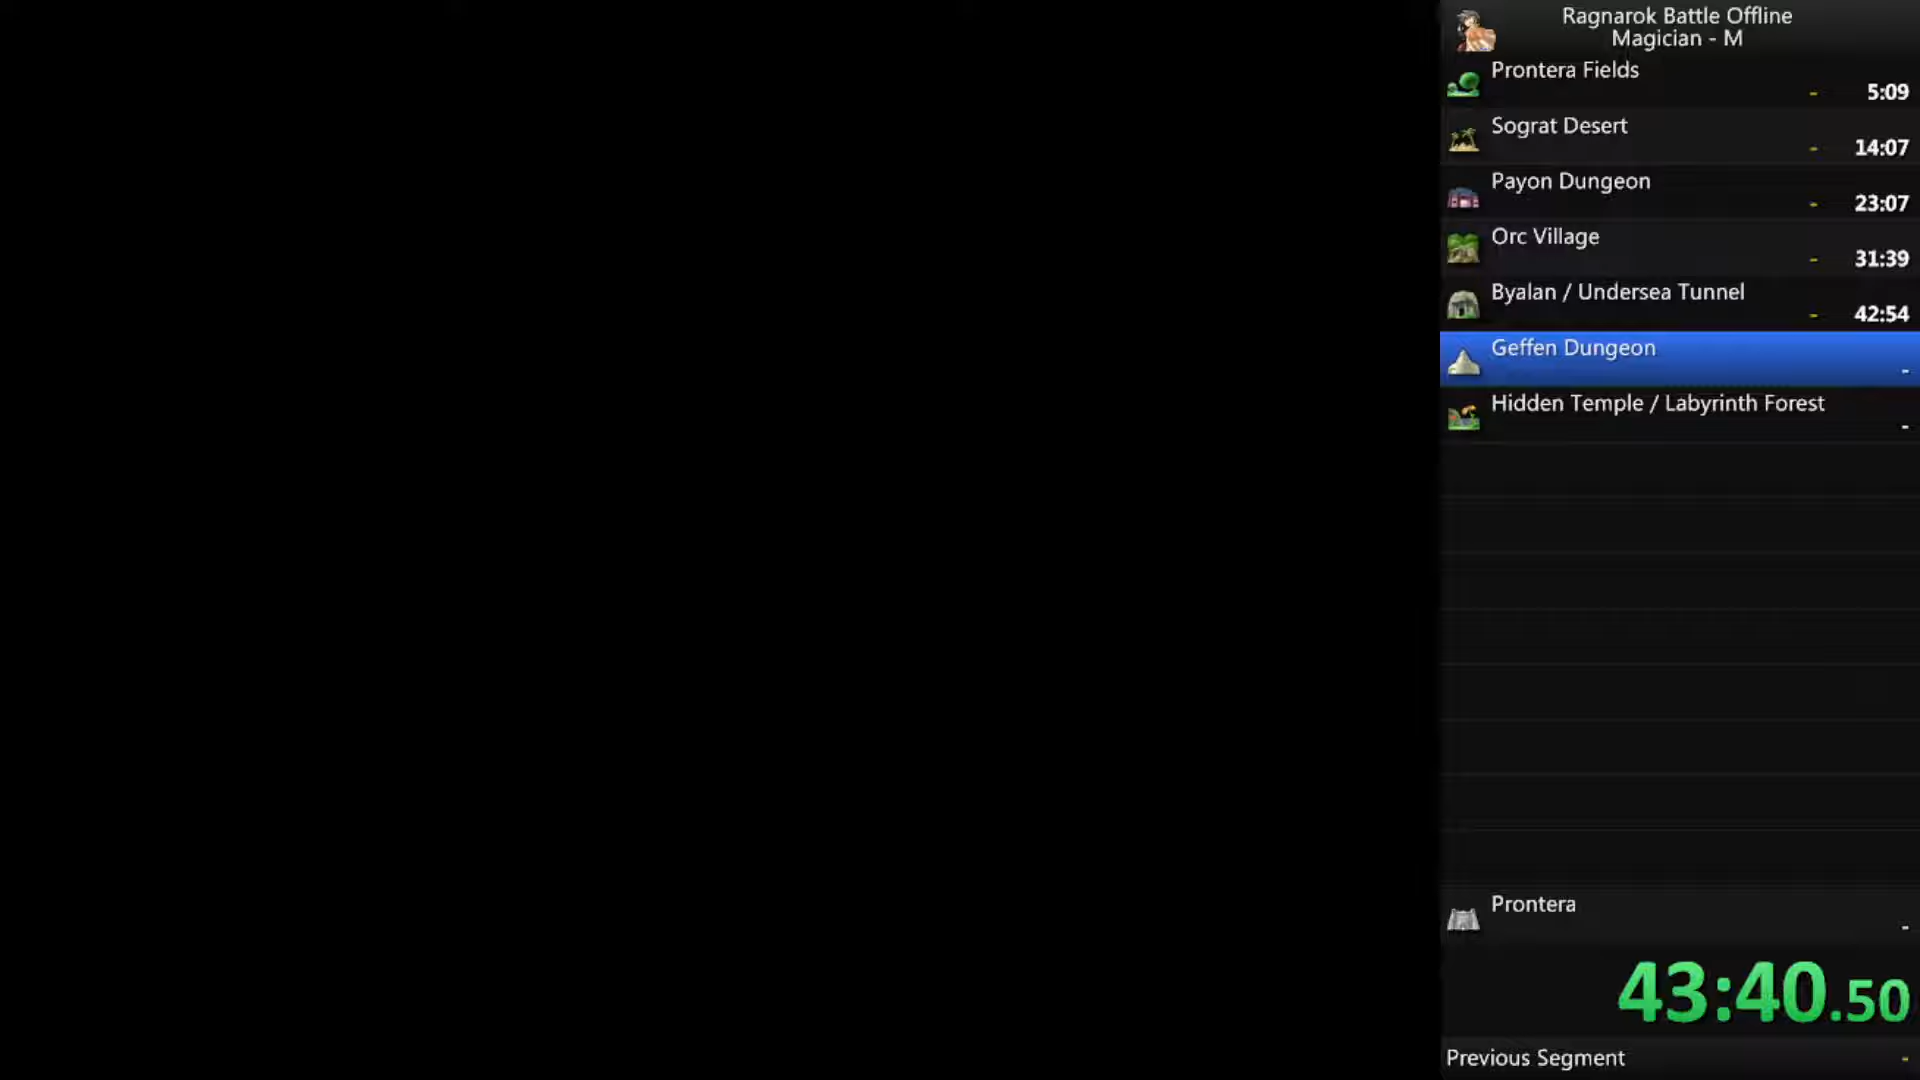 Ragnarok Battle Offline
Magician - M
Prontera Fields
- 5:09
Sograt Desert
- 14:07
Payon Dungeon
- 23:07
Orc Village
- 31:39
Byalan / Undersea Tunnel
- 42:54
Geffen Dungeon
-
Hidden Temple / Labyrinth Forest
-
Prontera
-
43:40.50
Previous Segment -